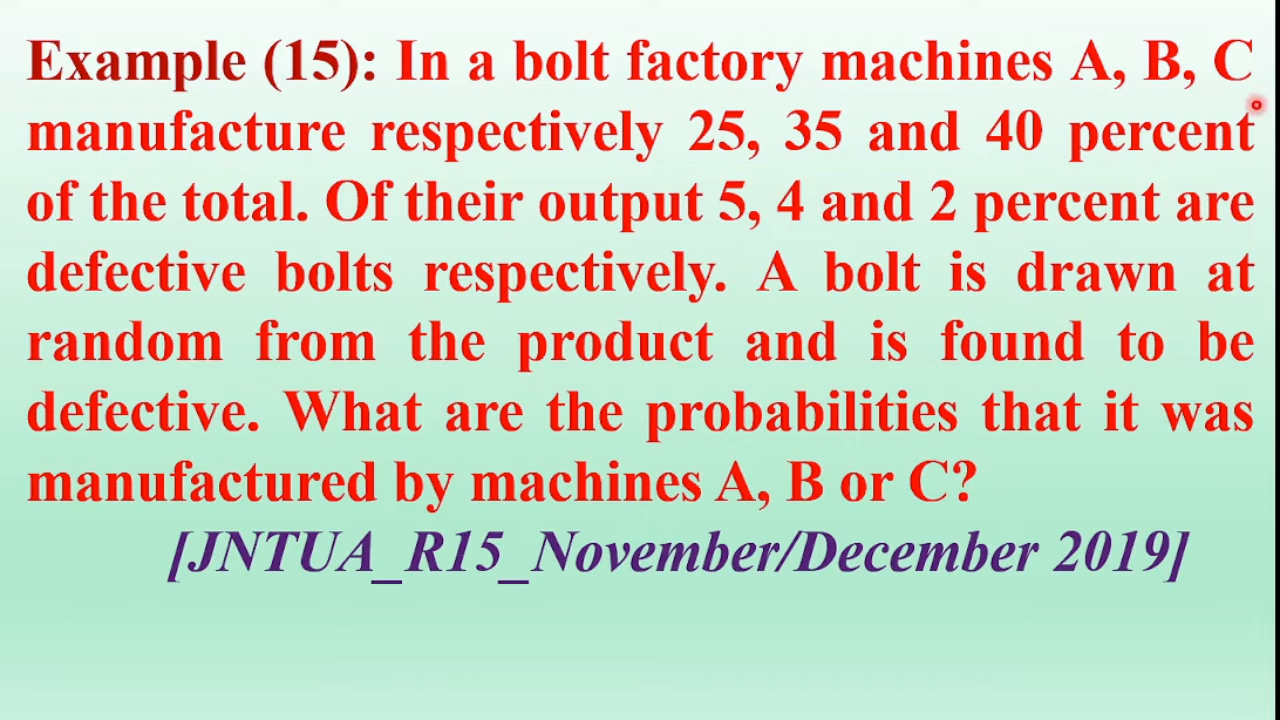 Example (15): In a bolt factory machines A, B, C
manufacture respectively 25, 35 and 40 percent
of the total. Of their output 5, 4 and 2 percent are
defective bolts respectively. A bolt is drawn at
random from the product and is found to be
defective. What are the probabilities that it was
manufactured by machines A, B or C?
[JNTUA_R15_November/December 2019]